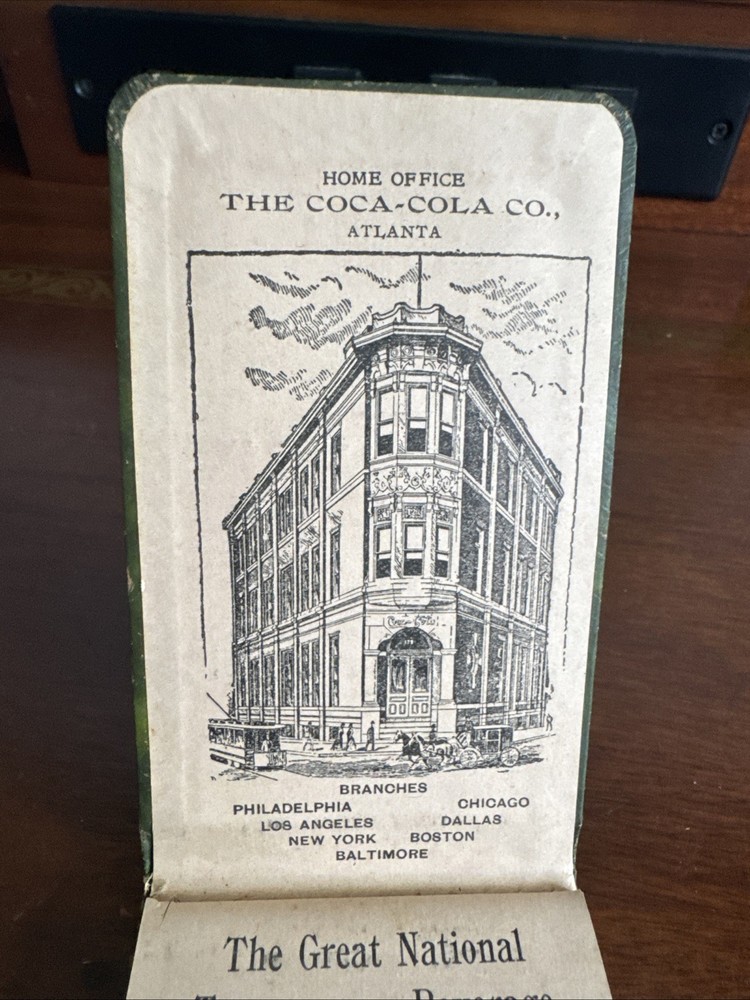 HOME OFFICE
THE COCA-COLA CO.,
ATLANTA
BRANCHES
PHILADELPHIA CHICAGO
LOS ANGELES DALLAS
NEW YORK BOSTON
BALTIMORE
The Great National
Beverage